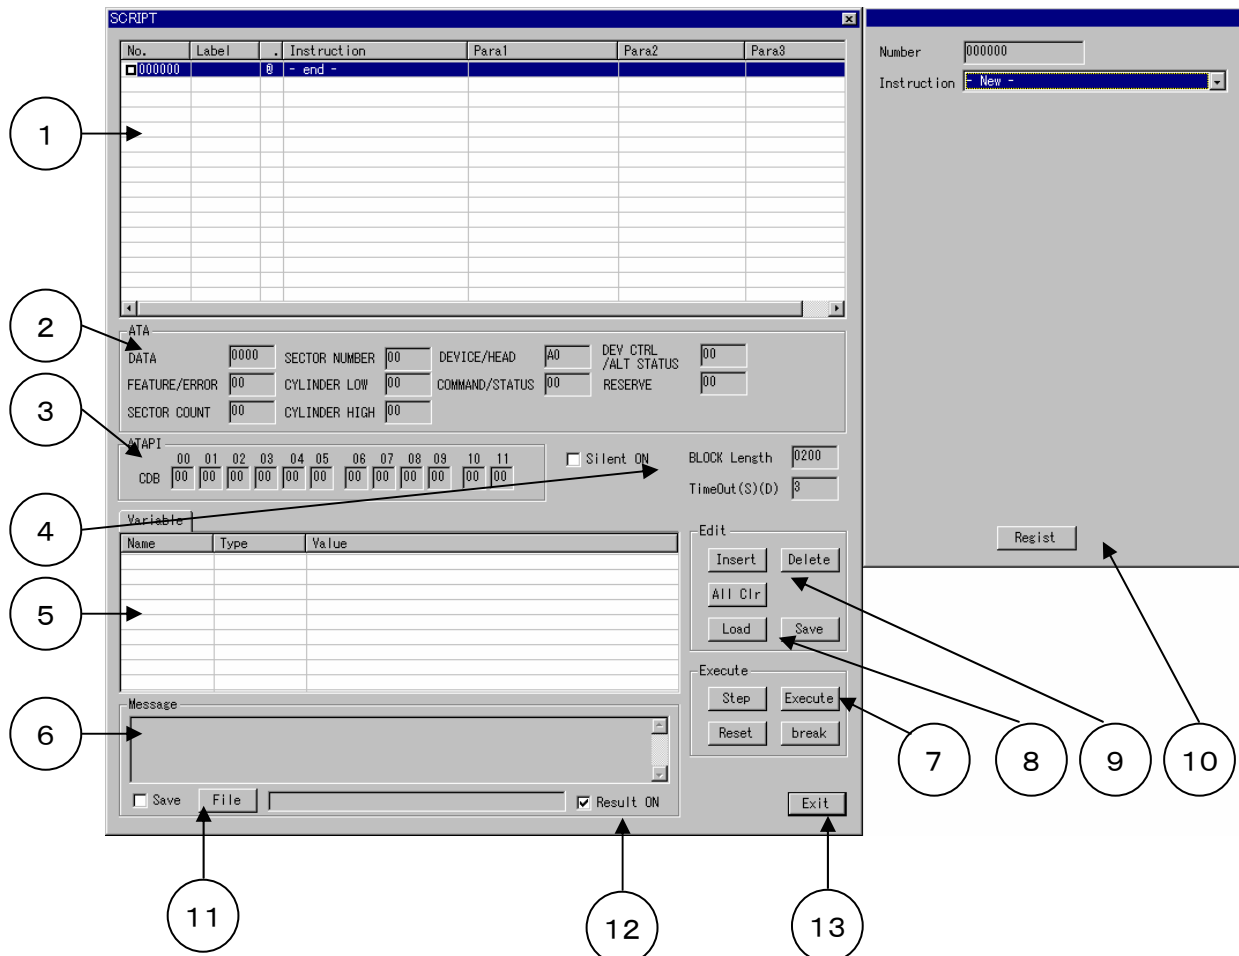 SCRIPT
No. Label . Instruction Para1 Para2 Para3
000000 @ - end -
Number 000000
Instruction - New -
1
2
3
4
5
6
ATA
DATA 0000 SECTOR NUMBER 00 DEVICE/HEAD A0 DEV CTRL /ALT STATUS 00
FEATURE/ERROR 00 CYLINDER LOW 00 COMMAND/STATUS 00 RESERVE 00
SECTOR COUNT 00 CYLINDER HIGH 00
ATAPI
00 01 02 03 04 05 06 07 08 09 10 11
CDB 00 00 00 00 00 00 00 00 00 00 00 00
Silent ON
BLOCK Length 0200
TimeOut(S)(D) 3
Variable
Name Type Value
Edit
Insert Delete
All Clr
Load Save
Execute
Step Execute
Reset break
Regist
Message
Save File Result ON
Exit
7
8
9
10
11
12
13